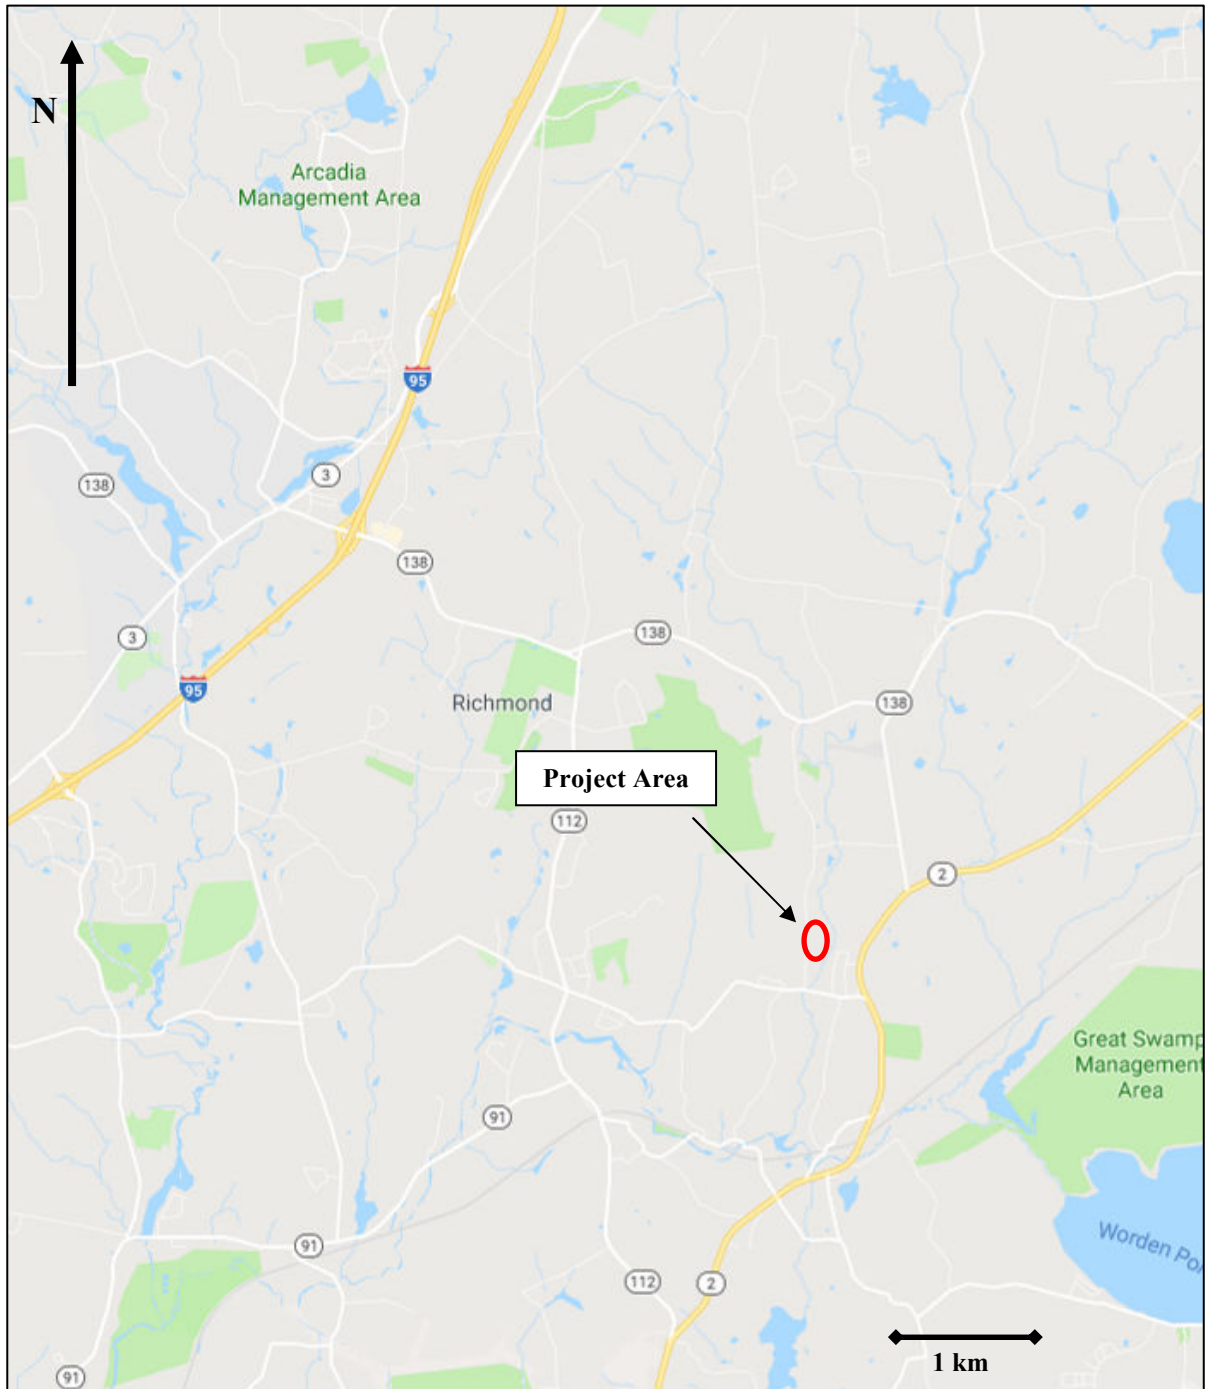 N
Arcadia
Management Area
95
3
138
138
3
138
95
Richmond
138
Project Area
112
2
Great Swamp
Management
Area
91
Worden Pon
91
112
2
1 km
91